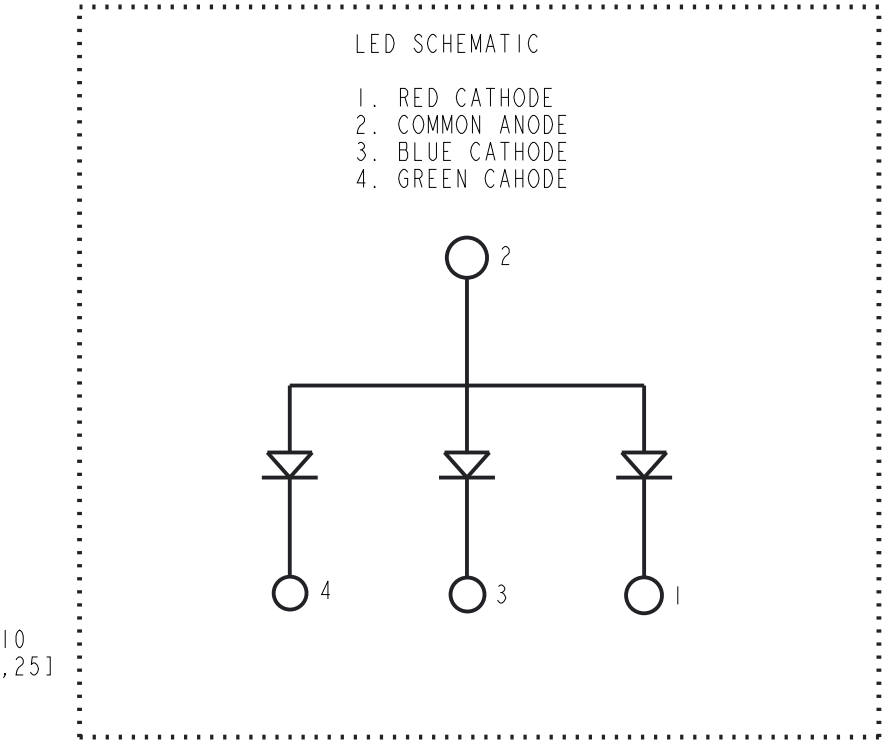 LED SCHEMATIC
1. RED CATHODE
2. COMMON ANODE
3. BLUE CATHODE
4. GREEN CAHODE
2
4
3
1
10
,25]